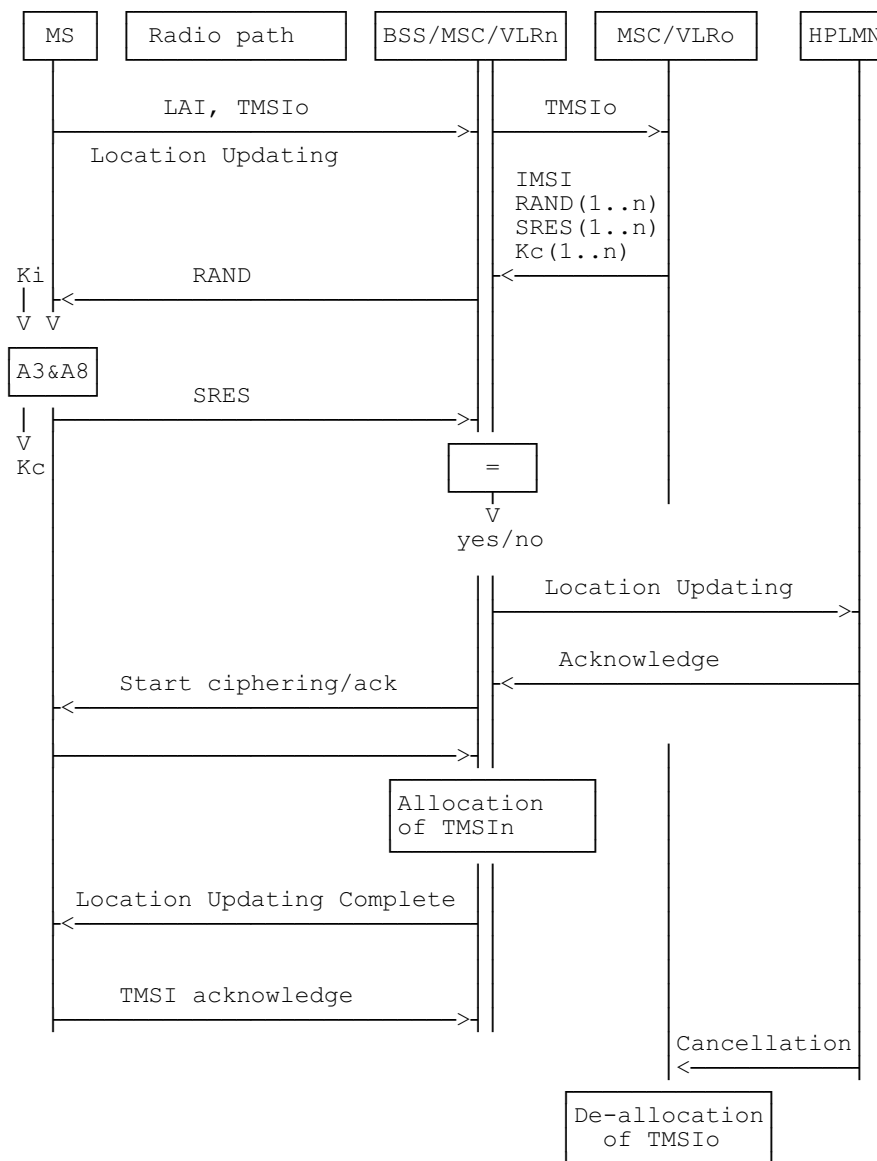 MS Radio path BSS/MSC/VLRn MSC/VLRo HPLMN
LAI, TMSIo TMSIo
Location Updating
IMSI
RAND(1..n)
SRES(1..n)
Kc(1..n)
Ki RAND
V V
A3&A8
SRES
V
Kc
=
V
yes/no
Location Updating
Acknowledge
Start ciphering/ack
Allocation
of TMSIn
Location Updating Complete
TMSI acknowledge
Cancellation
De-allocation
of TMSIo